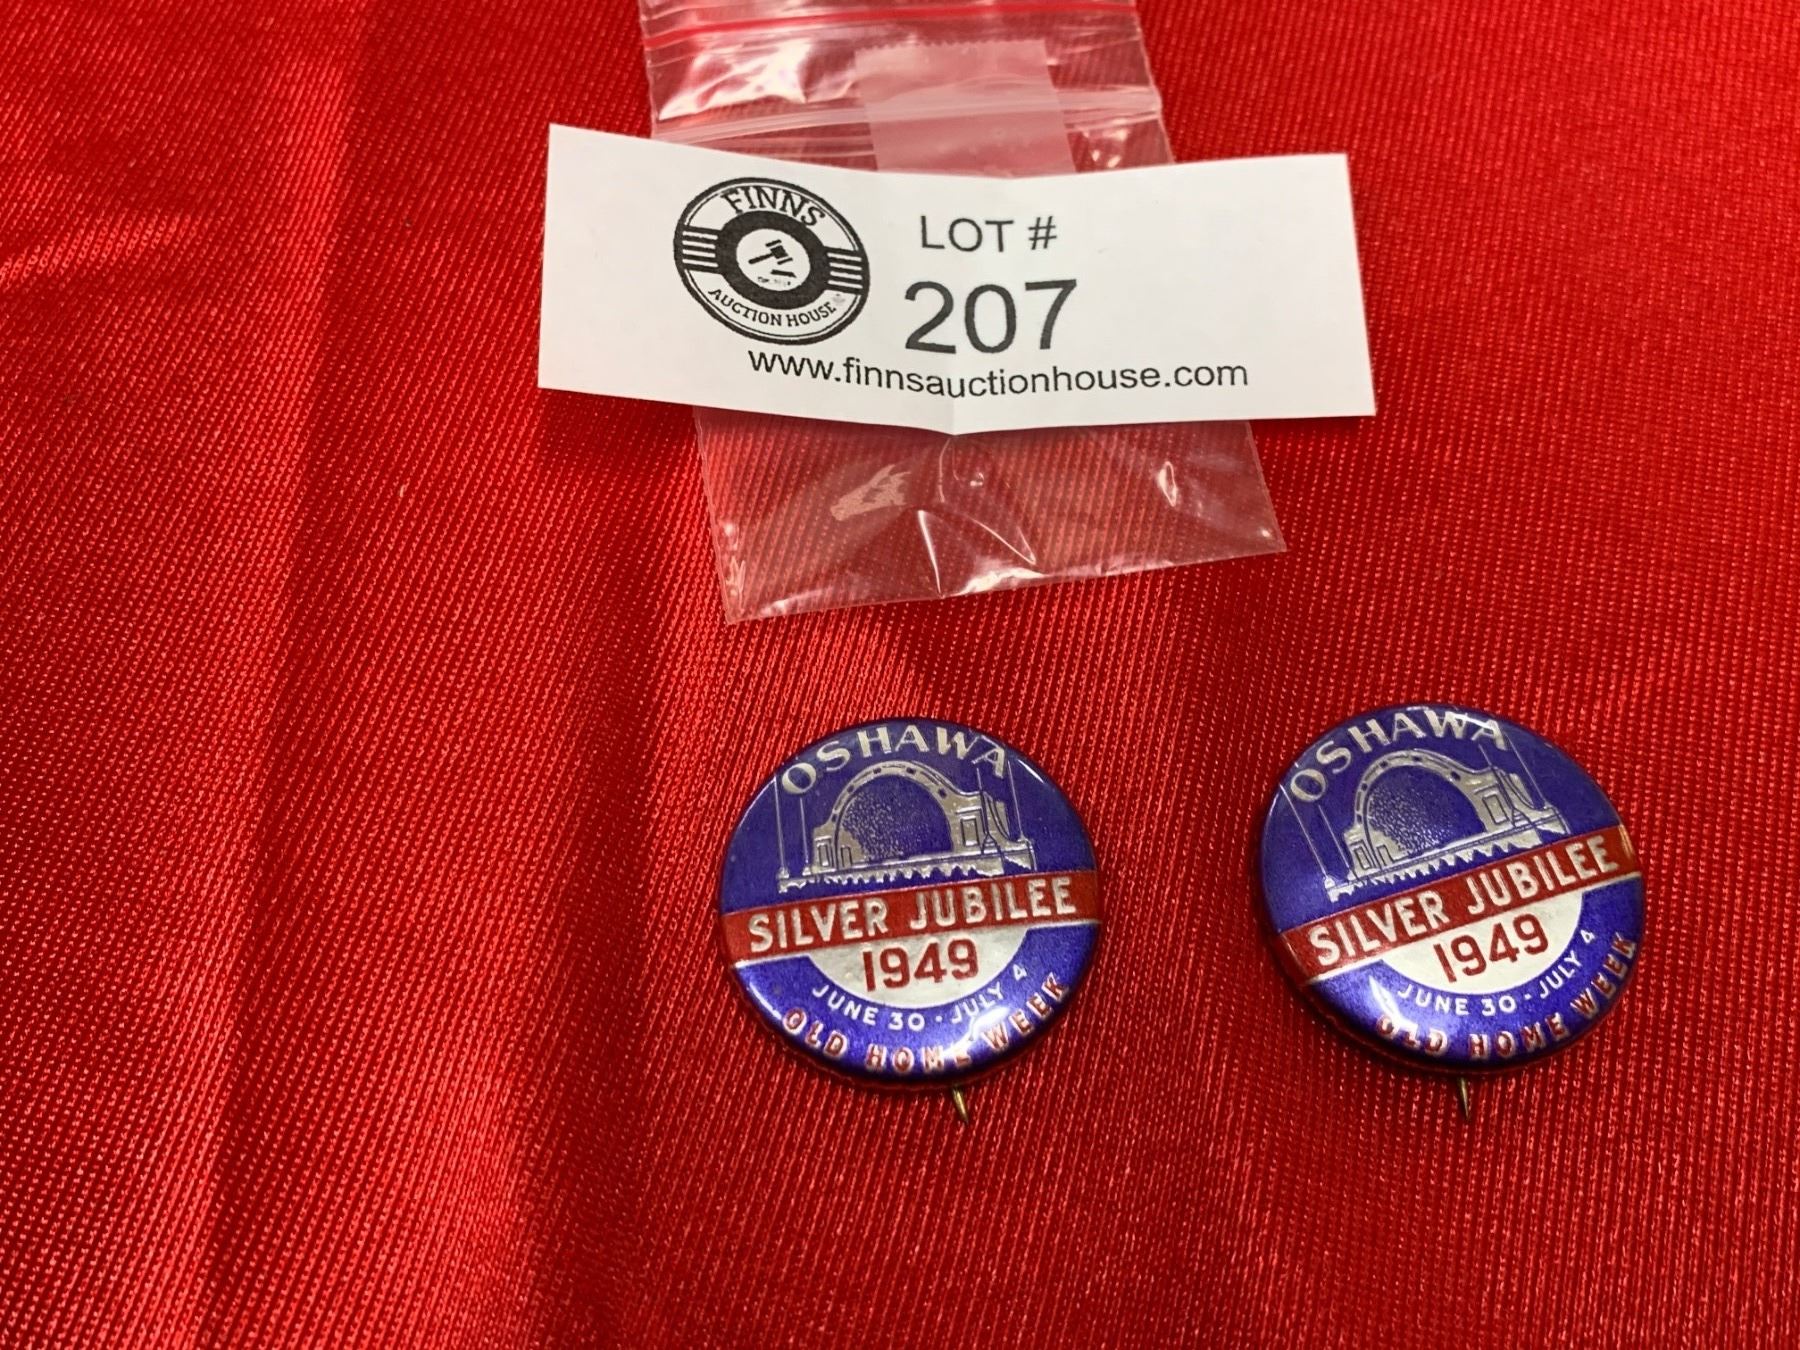 FINNS
AUCTION HOUSE
LOT #
207
www.finnsauctionhouse.com
OSHAWA
SILVER JUBILEE
1949
JUNE 30 - JULY 4
OLD HOME WEEK
OSHAWA
SILVER JUBILEE
1949
JUNE 30 - JULY 4
OLD HOME WEEK